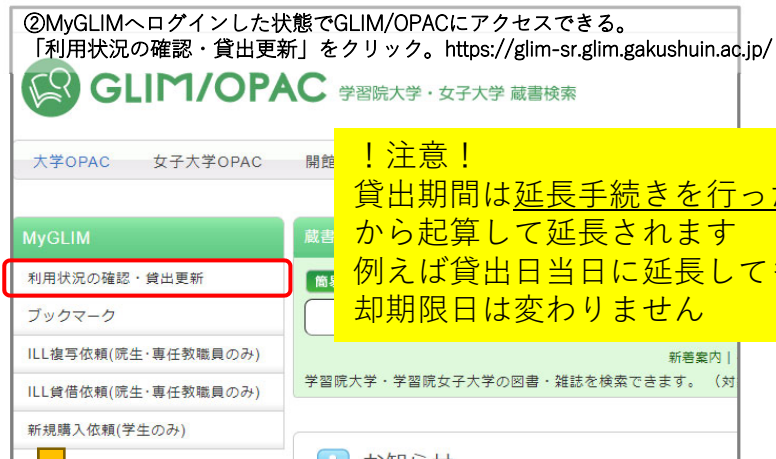 ②MyGLIMへログインした状態でGLIM/OPACにアクセスできる。
「利用状況の確認・貸出更新」をクリック。https://glim-sr.glim.gakushuin.ac.jp/
GLIM/OPAC 学習院大学・女子大学 蔵書検索
大学OPAC 女子大学OPAC 開館
！注意！
貸出期間は延長手続きを行った
から起算して延長されます
例えば貸出日当日に延長しても
却期限日は変わりません
MyGLIM
利用状況の確認・貸出更新
ブックマーク
ILL複写依頼(院生・専任教職員のみ)
ILL貸借依頼(院生・専任教職員のみ)
新規購入依頼(学生のみ)
蔵書
簡易
新着案内 |
学習院大学・学習院女子大学の図書・雑誌を検索できます。 （対
お知らせ